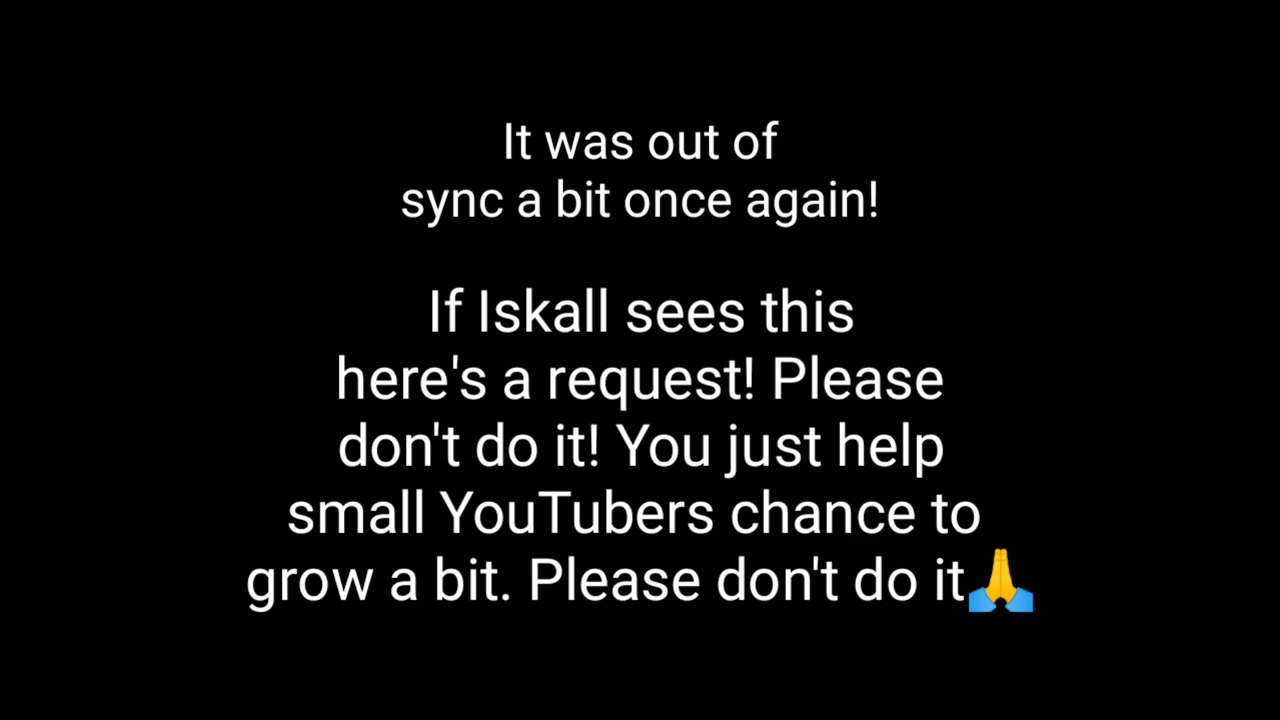 It was out of
sync a bit once again!
If Iskall sees this
here's a request! Please
don't do it! You just help
small YouTubers chance to
grow a bit. Please don't do it🙏